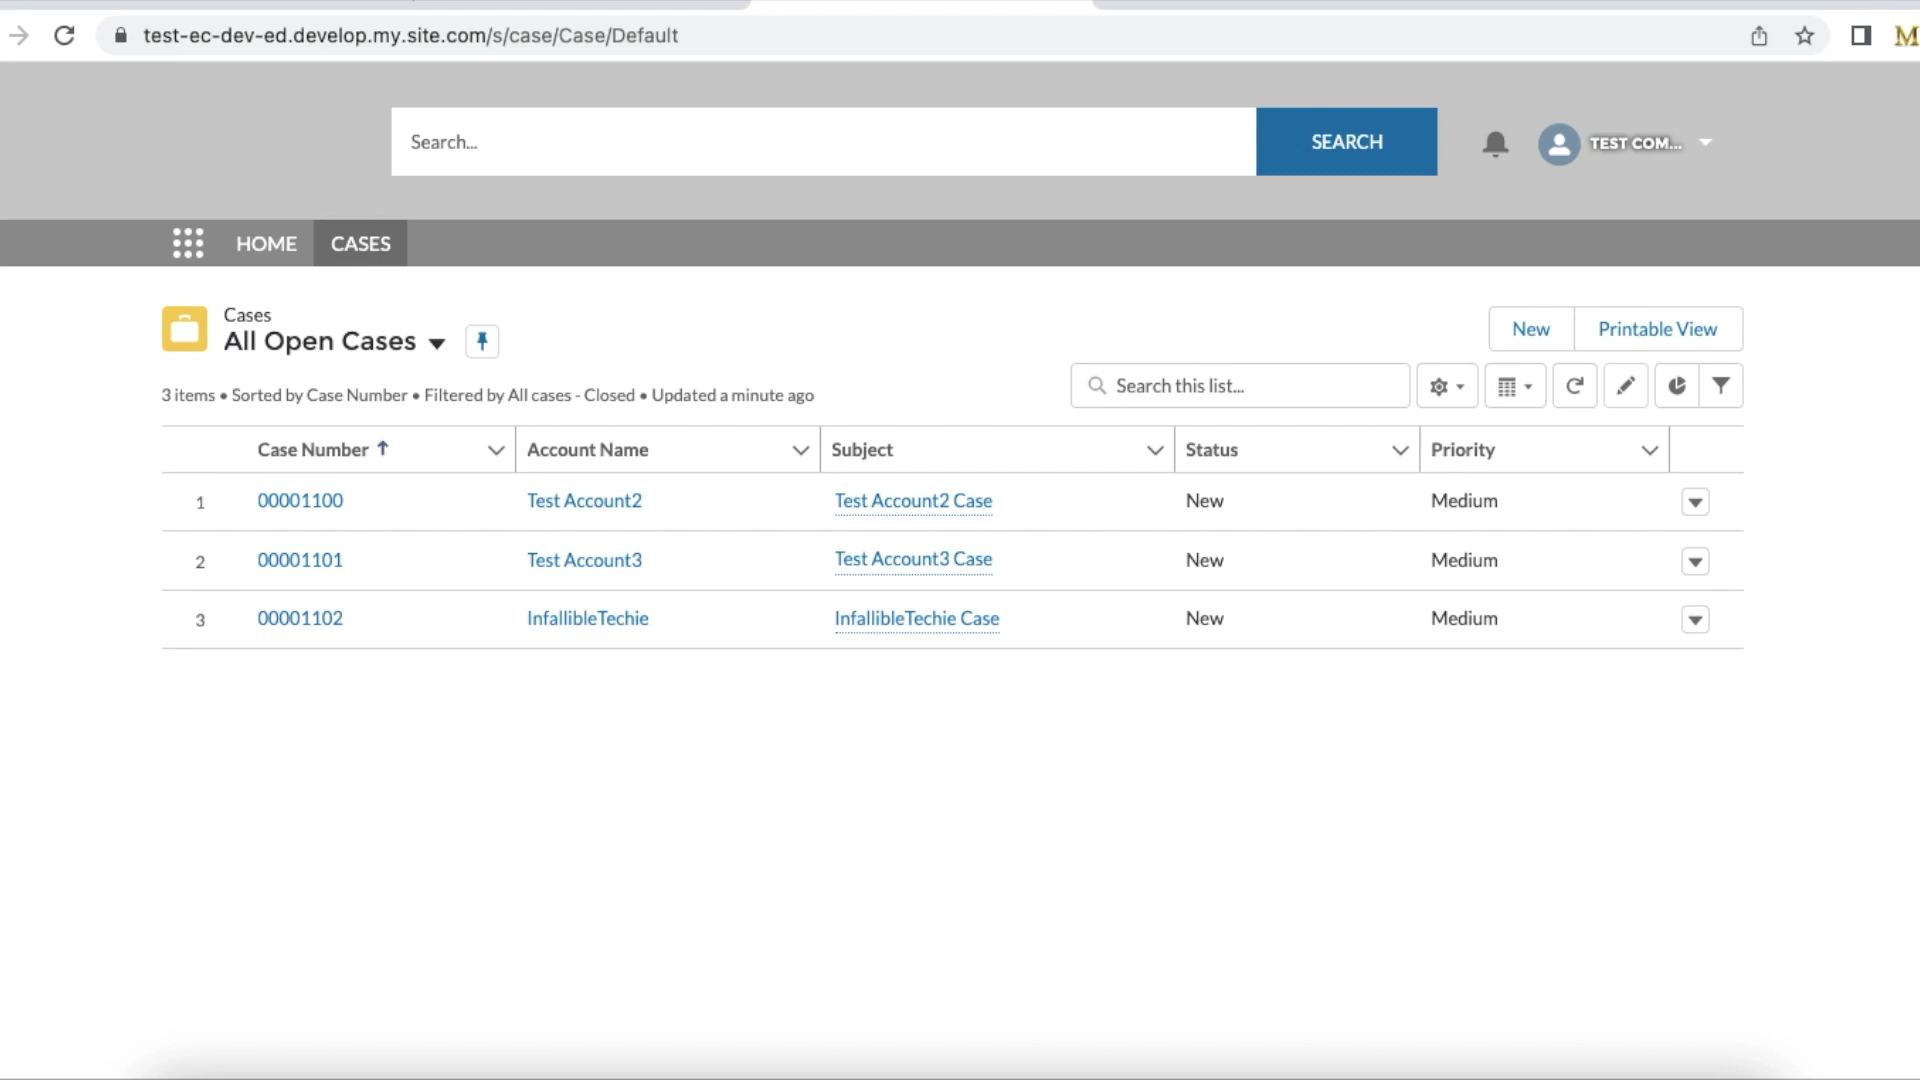 test-ec-dev-ed.develop.my.site.com/s/case/Case/Default
M
Search...
SEARCH
TEST COM...
HOME
CASES
Cases
All Open Cases
New
Printable View
3 items • Sorted by Case Number • Filtered by All cases - Closed • Updated a minute ago
Search this list...
Case Number Account Name Subject Status Priority
1 00001100 Test Account2 Test Account2 Case New Medium
2 00001101 Test Account3 Test Account3 Case New Medium
3 00001102 InfallibleTechie InfallibleTechie Case New Medium